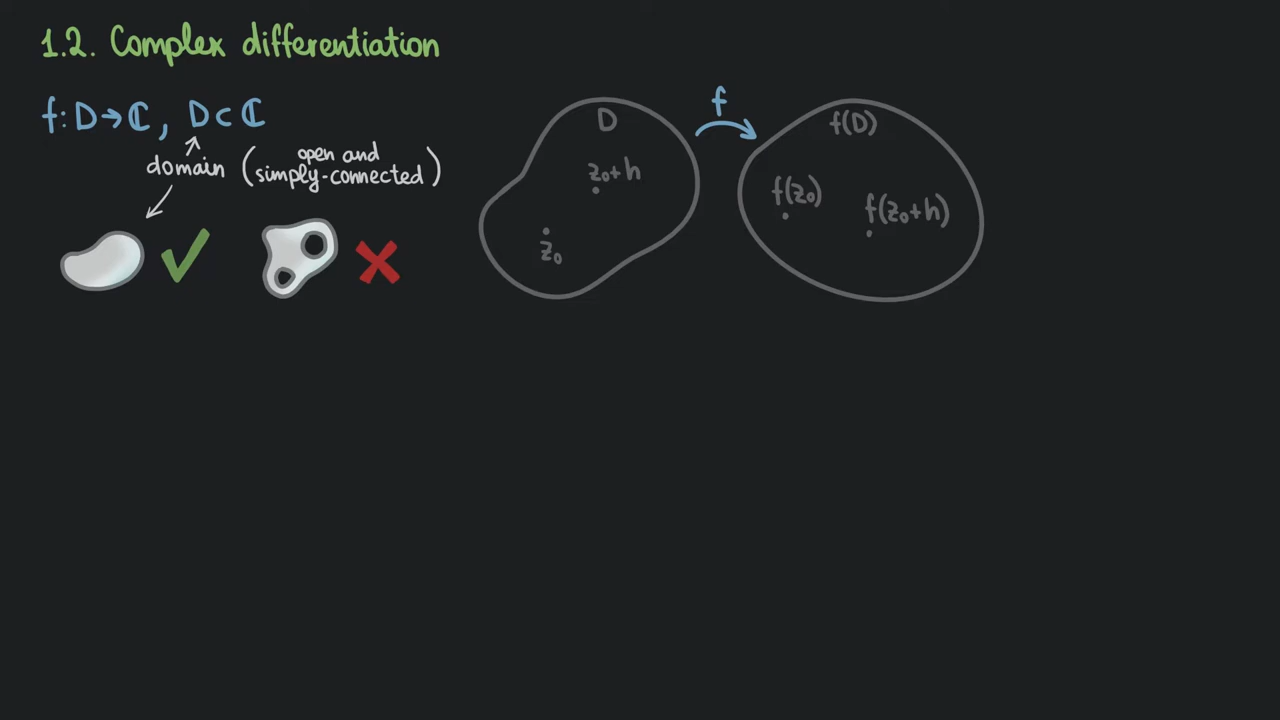 1.2. Complex differentiation
f: D → ℂ, D ⊂ ℂ
domain (open and
simply-connected)
D
z₀+h
z₀
f
f(D)
f(z₀)
f(z₀+h)